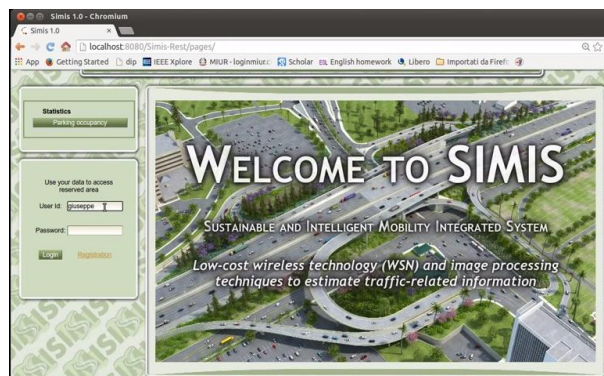 Simis 1.0 - Chromium
Simis 1.0
localhost:8080/Simis-Rest/pages/
App Getting Started dip IEEE Xplore MIUR - loginmiur.c Scholar English homework Libero Importati da Firef
Statistics
Parking occupancy
Use your data to access
reserved area
User Id: giuseppe
Password:
Login Registration
WELCOME TO SIMIS
SUSTAINABLE AND INTELLIGENT MOBILITY INTEGRATED SYSTEM
Low-cost wireless technology (WSN) and image processing
techniques to estimate traffic-related information